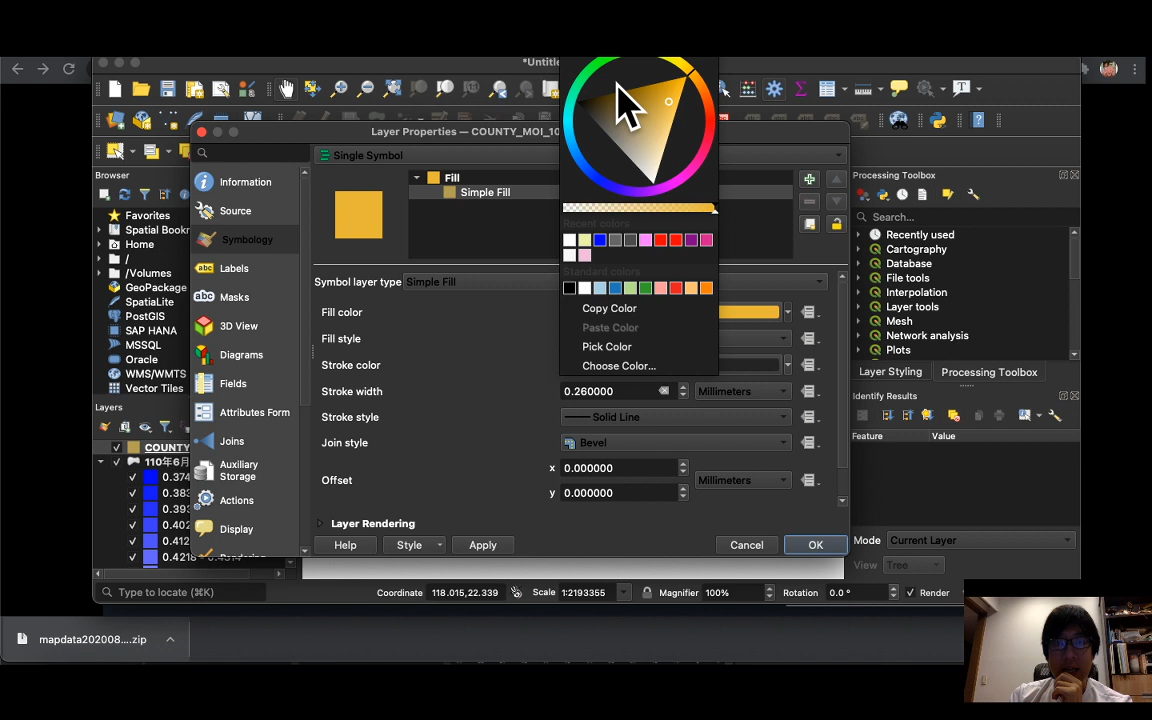 *Untitle
Layer Properties — COUNTY_MOI_10
Single Symbol
Information
Source
Symbology
Labels
Masks
3D View
Diagrams
Fields
Attributes Form
Joins
Auxiliary
Storage
Actions
Display
Fill
Simple Fill
Symbol layer type
Simple Fill
Fill color
Fill style
Stroke color
Stroke width
0.260000
Millimeters
Stroke style
Solid Line
Join style
Bevel
Offset
x
0.000000
Millimeters
y
0.000000
Layer Rendering
Help
Style
Apply
Cancel
OK
Recent colors
Standard colors
Copy Color
Paste Color
Pick Color
Choose Color...
Browser
Favorites
Spatial Bookm
Home
/
/Volumes
GeoPackage
SpatiaLite
PostGIS
SAP HANA
MSSQL
Oracle
WMS/WMTS
Vector Tiles
Layers
COUNTY
110年6月
0.374
0.383
0.393
0.402
0.412
0.4218 - 0.4313
Processing Toolbox
Search...
Recently used
Cartography
Database
File tools
Interpolation
Layer tools
Mesh
Network analysis
Plots
Layer Styling
Processing Toolbox
Identify Results
Feature
Value
Mode
Current Layer
View
Tree
Type to locate (⌘K)
Coordinate
118.015,22.339
Scale
1:2193355
Magnifier
100%
Rotation
0.0 °
Render
mapdata202008....zip